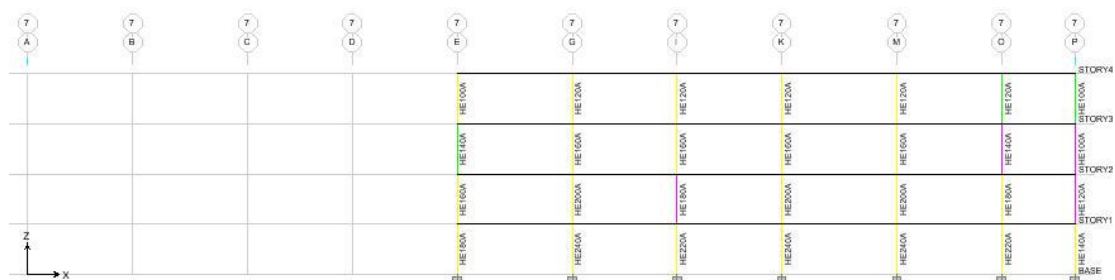 7 7 7 7 7 7 7 7 7 7 7
A B C D E G I K M O P
STORY4
HE100A HE120A HE120A HE120A HE120A HE120A HE100A
STORY3
HE140A HE160A HE160A HE160A HE160A HE140A HE100A
STORY2
HE160A HE200A HE180A HE200A HE200A HE180A HE120A
STORY1
HE180A HE240A HE220A HE240A HE240A HE220A HE140A
Z
X
BASE